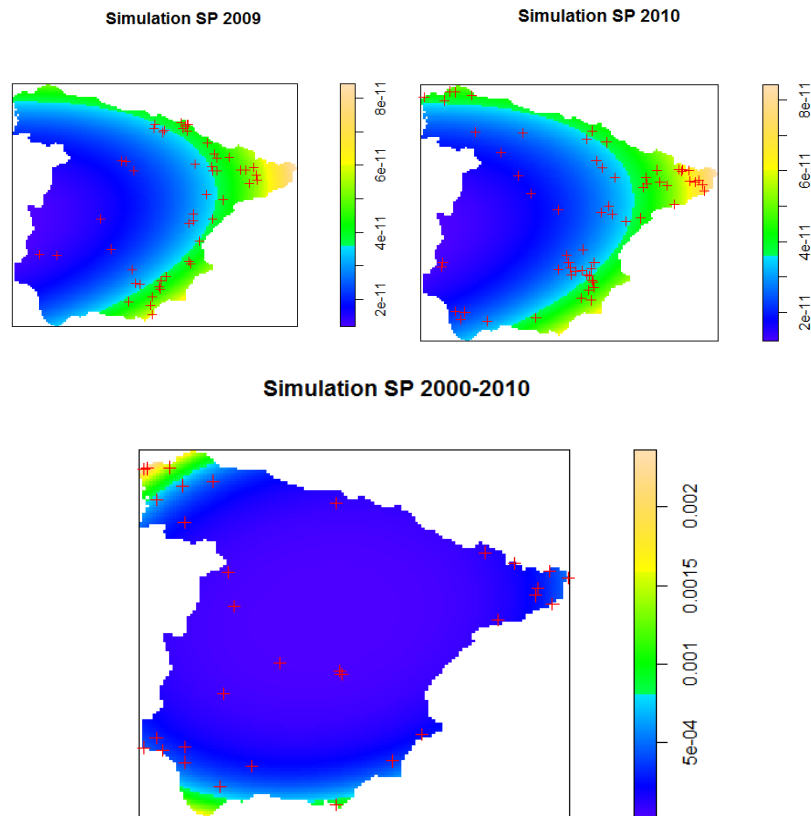 Simulation SP 2009
8e-11
6e-11
4e-11
2e-11
Simulation SP 2010
8e-11
6e-11
4e-11
2e-11
Simulation SP 2000-2010
0.002
0.0015
0.001
5e-04